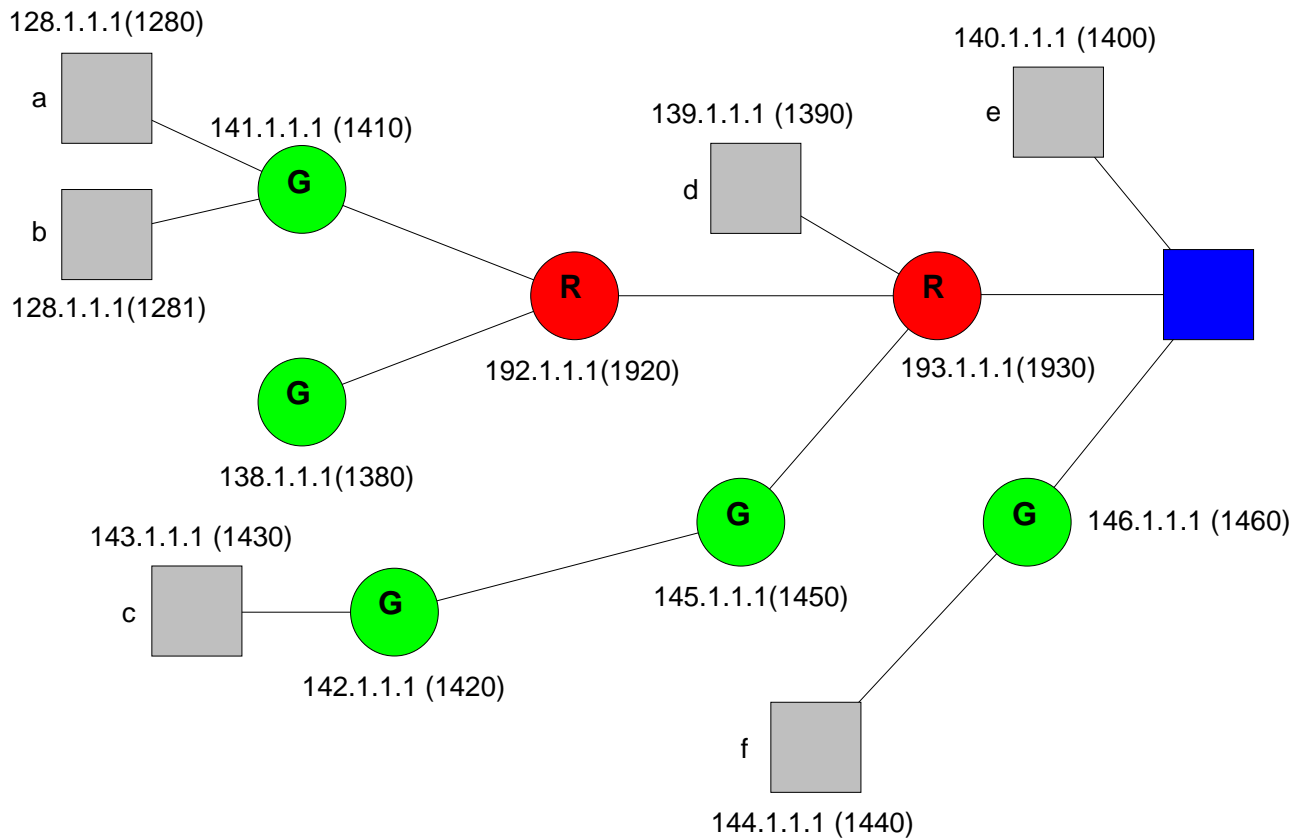 128.1.1.1(1280)
140.1.1.1 (1400)
a
139.1.1.1 (1390)
e
141.1.1.1 (1410)
G
d
b
R
R
128.1.1.1(1281)
192.1.1.1(1920)
193.1.1.1(1930)
G
138.1.1.1(1380)
G
G
146.1.1.1 (1460)
143.1.1.1 (1430)
145.1.1.1(1450)
c
G
142.1.1.1 (1420)
f
144.1.1.1 (1440)